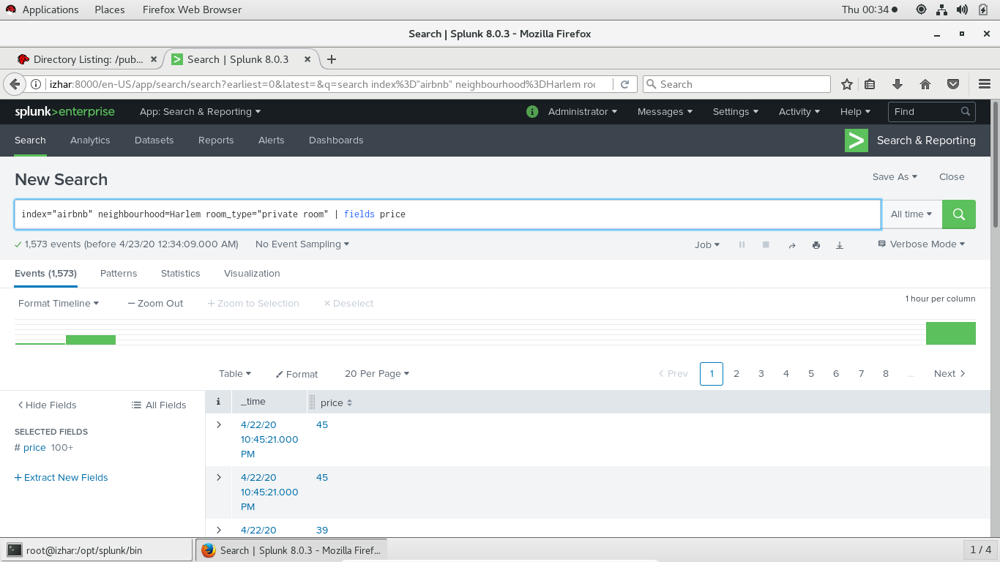 Applications Places Firefox Web Browser Thu 00:34
Search | Splunk 8.0.3 - Mozilla Firefox
Directory Listing: /pub... Search | Splunk 8.0.3
izhar:8000/en-US/app/search/search?earliest=0&latest=&q=search index%3D"airbnb" neighbourhood%3DHarlem roo Search
splunk>enterprise App: Search & Reporting i Administrator Messages Settings Activity Help Find
Search Analytics Datasets Reports Alerts Dashboards Search & Reporting
New Search Save As Close
index="airbnb" neighbourhood=Harlem room_type="private room" | fields price All time
1,573 events (before 4/23/20 12:34:09.000 AM) No Event Sampling Job Verbose Mode
Events (1,573) Patterns Statistics Visualization
Format Timeline — Zoom Out + Zoom to Selection × Deselect 1 hour per column
Table Format 20 Per Page < Prev 1 2 3 4 5 6 7 8 ... Next >
< Hide Fields All Fields i _time price
SELECTED FIELDS
# price 100+
+ Extract New Fields
> 4/22/20 45
10:45:21.000
PM
> 4/22/20 45
10:45:21.000
PM
> 4/22/20 39
root@izhar:/opt/splunk/bin Search | Splunk 8.0.3 - Mozilla Firef... 1 / 4